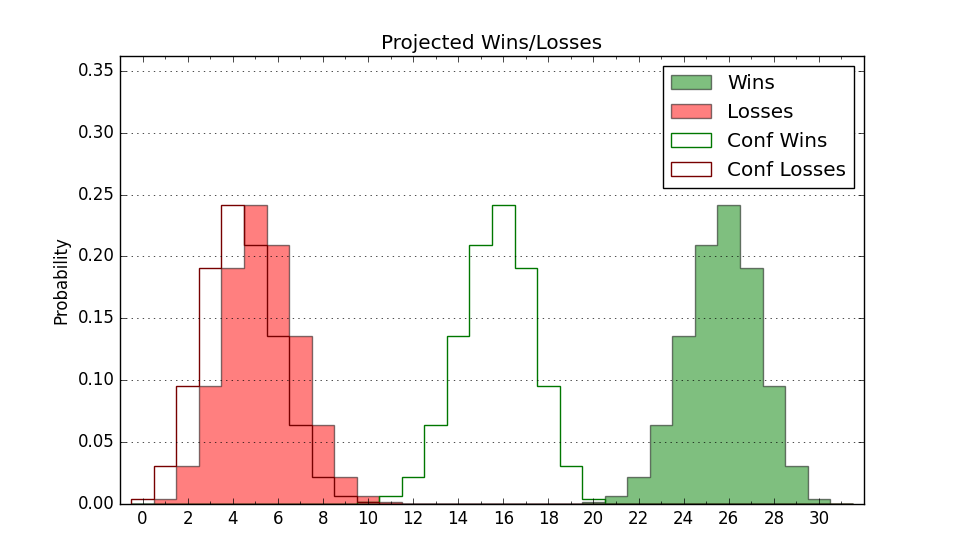 Projected Wins/Losses
0.35
0.30
0.25
0.20
0.15
0.10
0.05
0.00
Probability
Wins
Losses
Conf Wins
Conf Losses
0 2 4 6 8 10 12 14 16 18 20 22 24 26 28 30